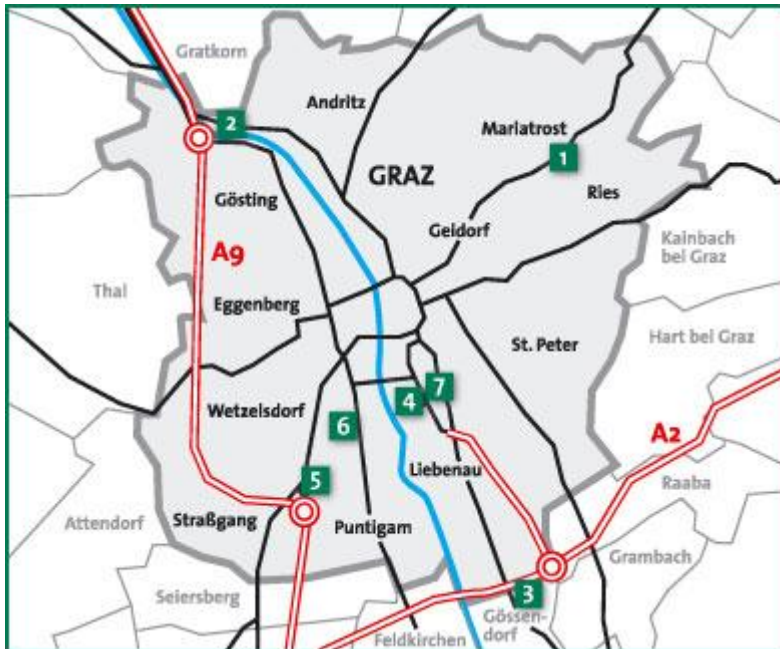 Gratkorn
Andritz
2
Mariatrost
1
GRAZ
Ries
Gösting
Geidorf
Kainbach
bei Graz
A9
Thal
Eggenberg
St. Peter
Hart bei Graz
7
4
Wetzelsdorf
6
A2
Liebenau
5
Raaba
Straßgang
Attendorf
Puntigam
Grambach
Seiersberg
3
Gössen-
dorf
Feldkirchen